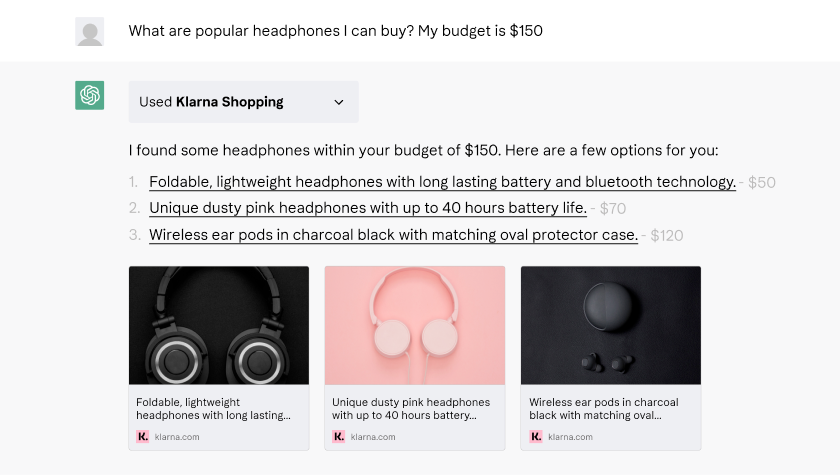 What are popular headphones I can buy? My budget is $150
Used Klarna Shopping
I found some headphones within your budget of $150. Here are a few options for you:
1. Foldable, lightweight headphones with long lasting battery and bluetooth technology. - $50
2. Unique dusty pink headphones with up to 40 hours battery life. - $70
3. Wireless ear pods in charcoal black with matching oval protector case. - $120
Foldable, lightweight
headphones with long lasting...
K. klarna.com
Unique dusty pink headphones
with up to 40 hours battery...
K. klarna.com
Wireless ear pods in charcoal
black with matching oval...
K. klarna.com